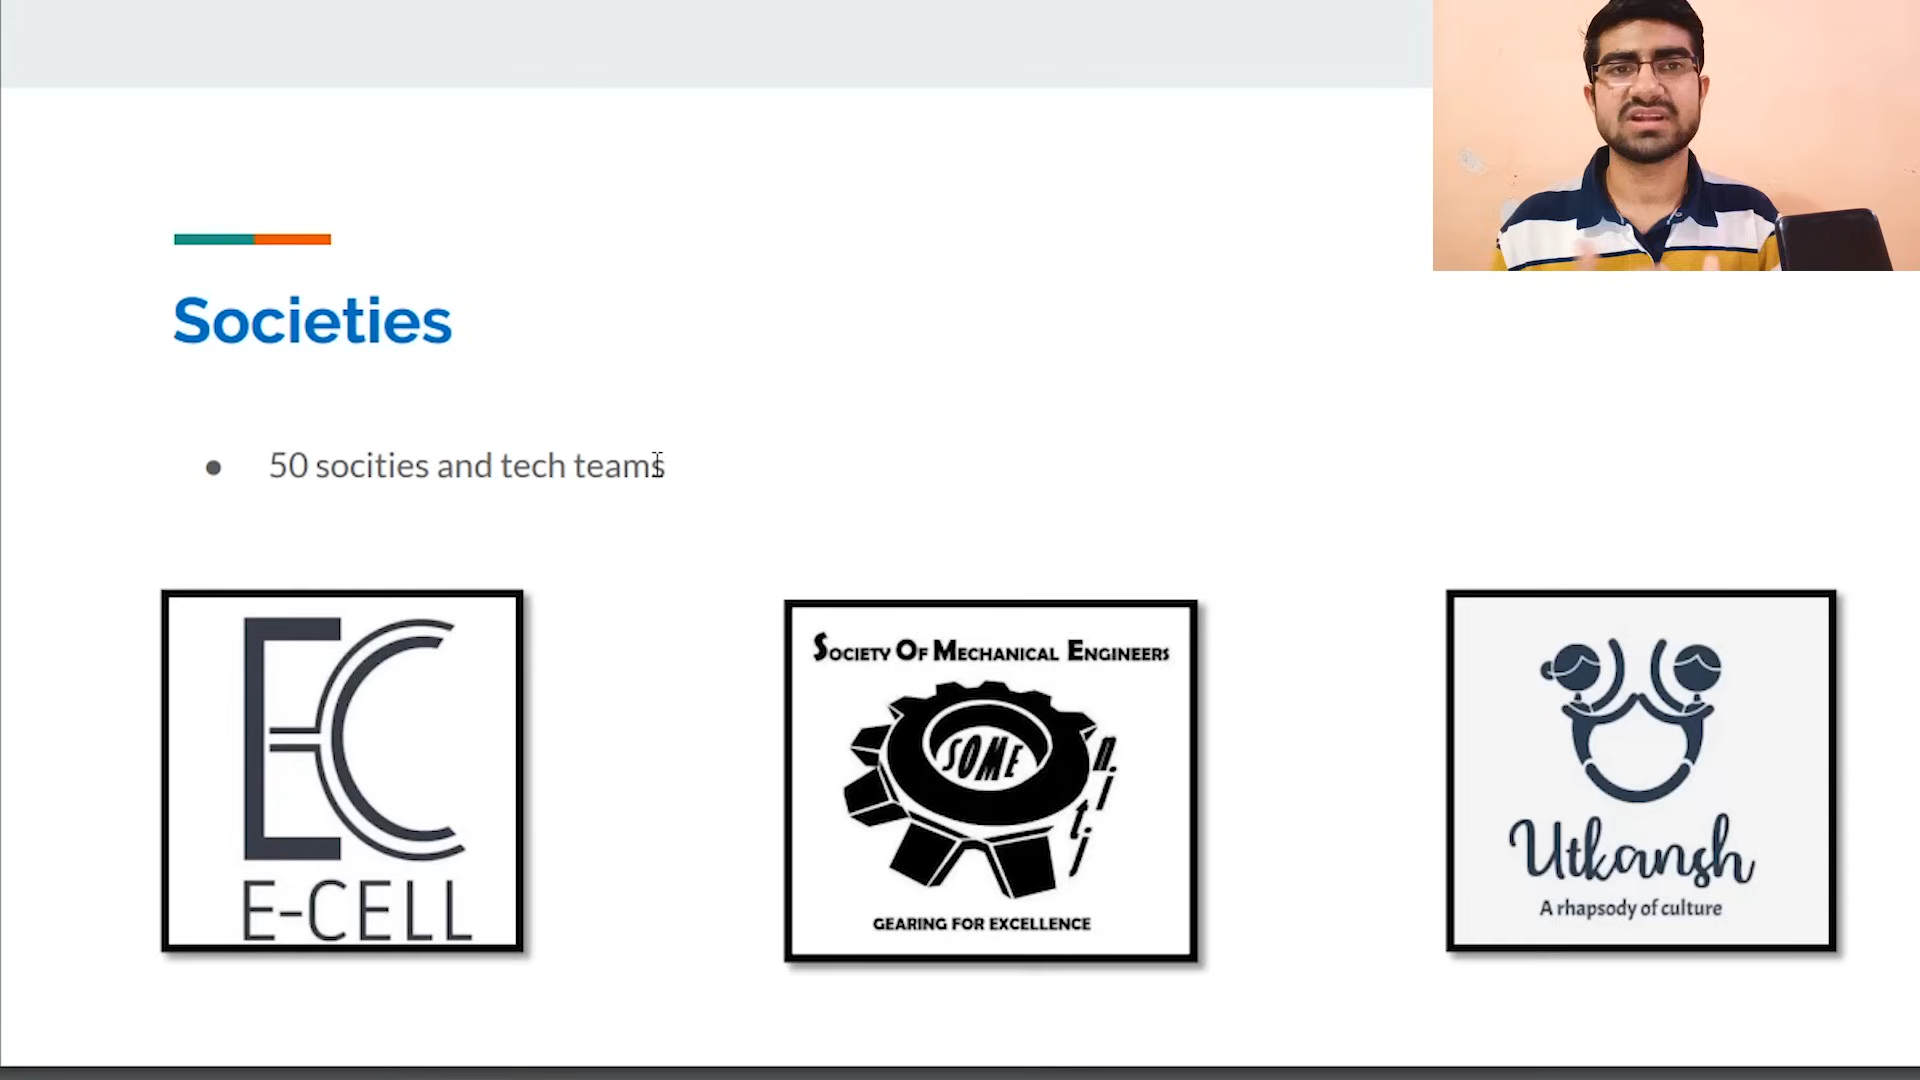 Societies
50 socities and tech teams
EC
E-CELL
SOCIETY OF MECHANICAL ENGINEERS
SOME
n.i.t.j
GEARING FOR EXCELLENCE
Utkansh
A rhapsody of culture